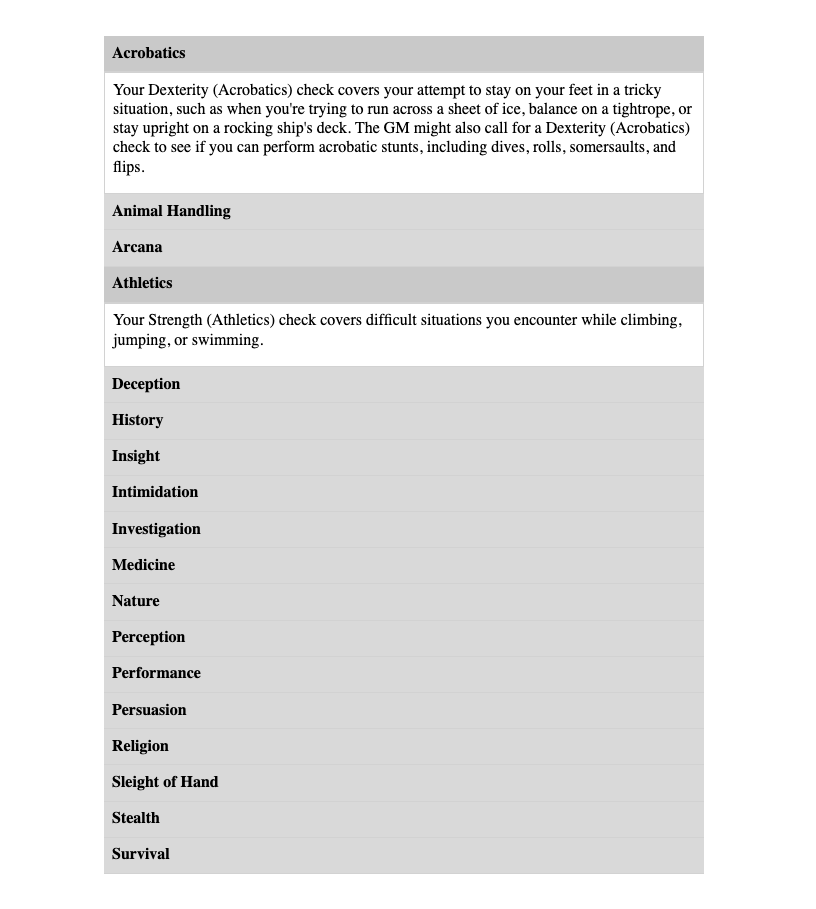 Acrobatics
Your Dexterity (Acrobatics) check covers your attempt to stay on your feet in a tricky
situation, such as when you're trying to run across a sheet of ice, balance on a tightrope, or
stay upright on a rocking ship's deck. The GM might also call for a Dexterity (Acrobatics)
check to see if you can perform acrobatic stunts, including dives, rolls, somersaults, and
flips.
Animal Handling
Arcana
Athletics
Your Strength (Athletics) check covers difficult situations you encounter while climbing,
jumping, or swimming.
Deception
History
Insight
Intimidation
Investigation
Medicine
Nature
Perception
Performance
Persuasion
Religion
Sleight of Hand
Stealth
Survival